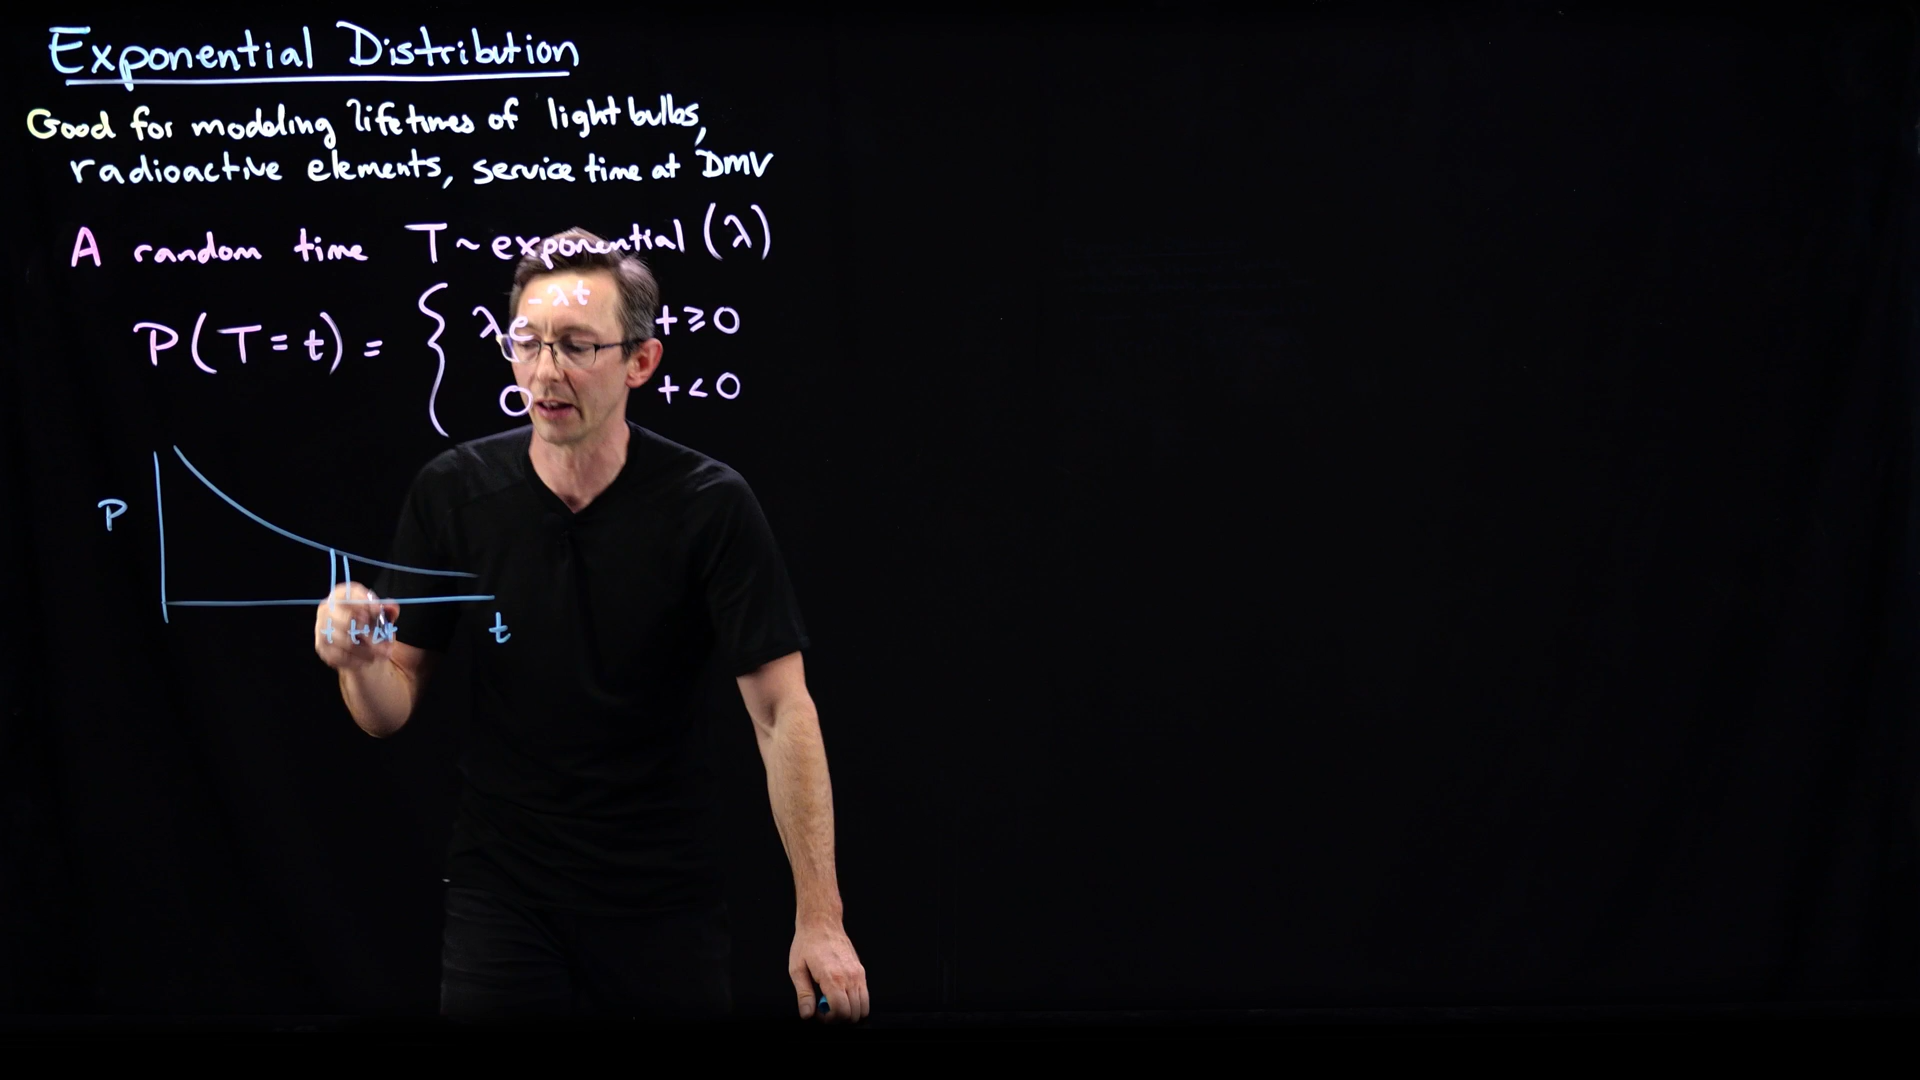 Exponential Distribution
Good for modeling lifetimes of light bulbs,
radioactive elements, service time at DMV
A random time T ~ exponential (λ)
P(T = t) = { λe^{-λt} t ≥ 0
0 t < 0
P
t t+Δt t